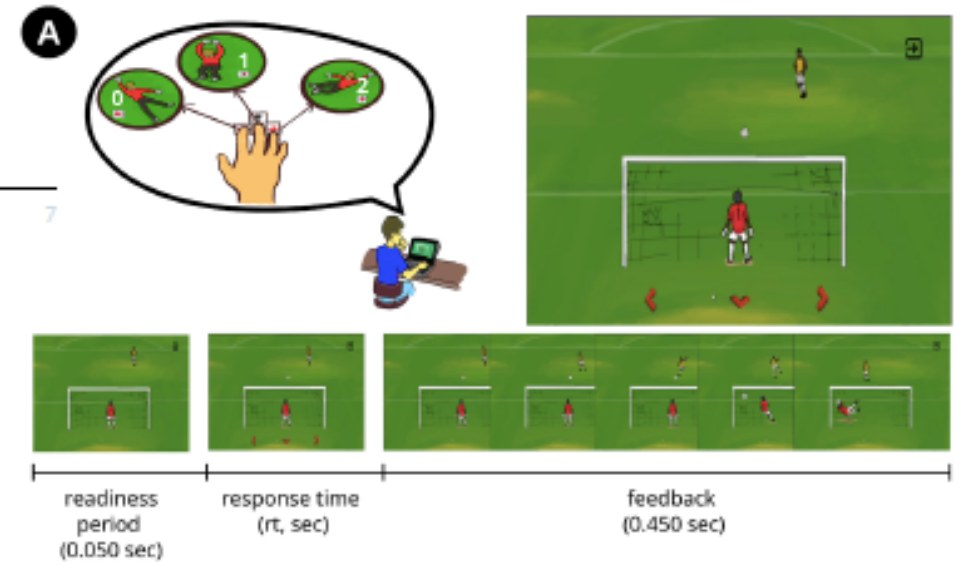 A
0
1
2
7
readiness
period
(0.050 sec)
response time
(rt, sec)
feedback
(0.450 sec)